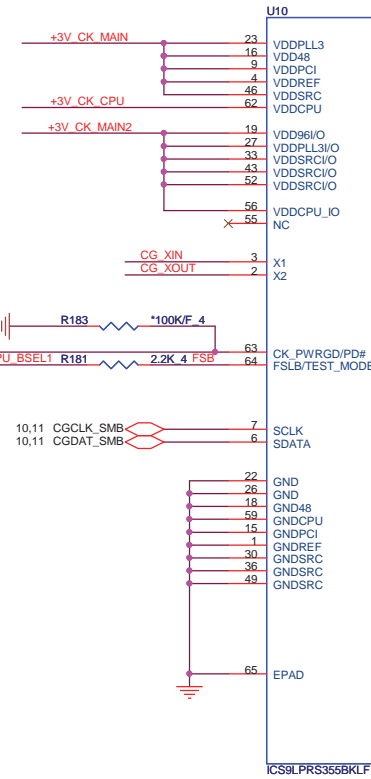 U10
+3V_CK_MAIN 23 VDDPLL3
16 VDD48
9 VDDPCI
4 VDDREF
46 VDDSRC
+3V_CK_CPU 62 VDDCPU
+3V_CK_MAIN2 19 VDD96I/O
27 VDDPLL3I/O
33 VDDSRCI/O
43 VDDSRCI/O
52 VDDSRCI/O
56 VDDCPU_IO
55 NC
CG_XIN 3 X1
CG_XOUT 2 X2
R183 *100K/F_4
63 CK_PWRGD/PD#
PU_BSEL1 R181 2.2K_4 FSB 64 FSLB/TEST_MODE
10,11 CGCLK_SMB 7 SCLK
10,11 CGDAT_SMB 6 SDATA
22 GND
26 GND
18 GND48
59 GNDCPU
15 GNDPCI
1 GNDREF
30 GNDSRC
36 GNDSRC
49 GNDSRC
65 EPAD
ICS9LPRS355BKLF